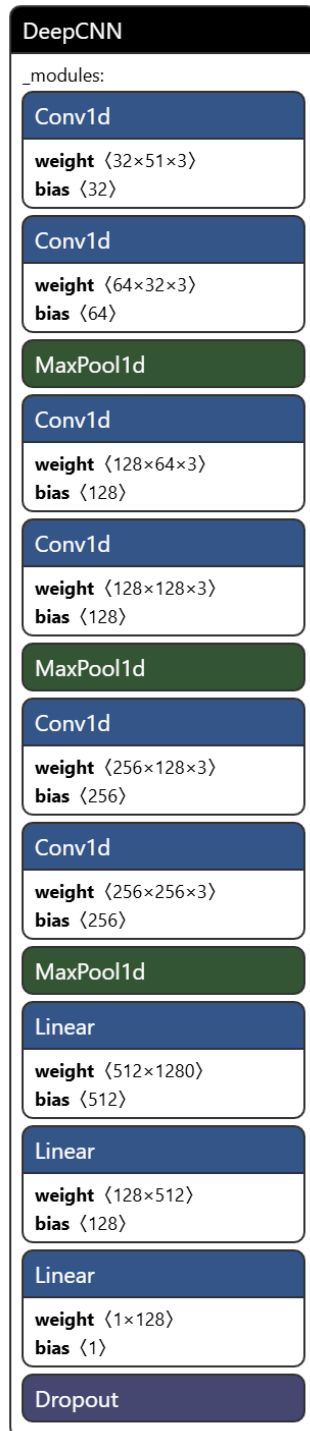 DeepCNN
_modules:
Conv1d
weight 〈32×51×3〉
bias 〈32〉
Conv1d
weight 〈64×32×3〉
bias 〈64〉
MaxPool1d
Conv1d
weight 〈128×64×3〉
bias 〈128〉
Conv1d
weight 〈128×128×3〉
bias 〈128〉
MaxPool1d
Conv1d
weight 〈256×128×3〉
bias 〈256〉
Conv1d
weight 〈256×256×3〉
bias 〈256〉
MaxPool1d
Linear
weight 〈512×1280〉
bias 〈512〉
Linear
weight 〈128×512〉
bias 〈128〉
Linear
weight 〈1×128〉
bias 〈1〉
Dropout